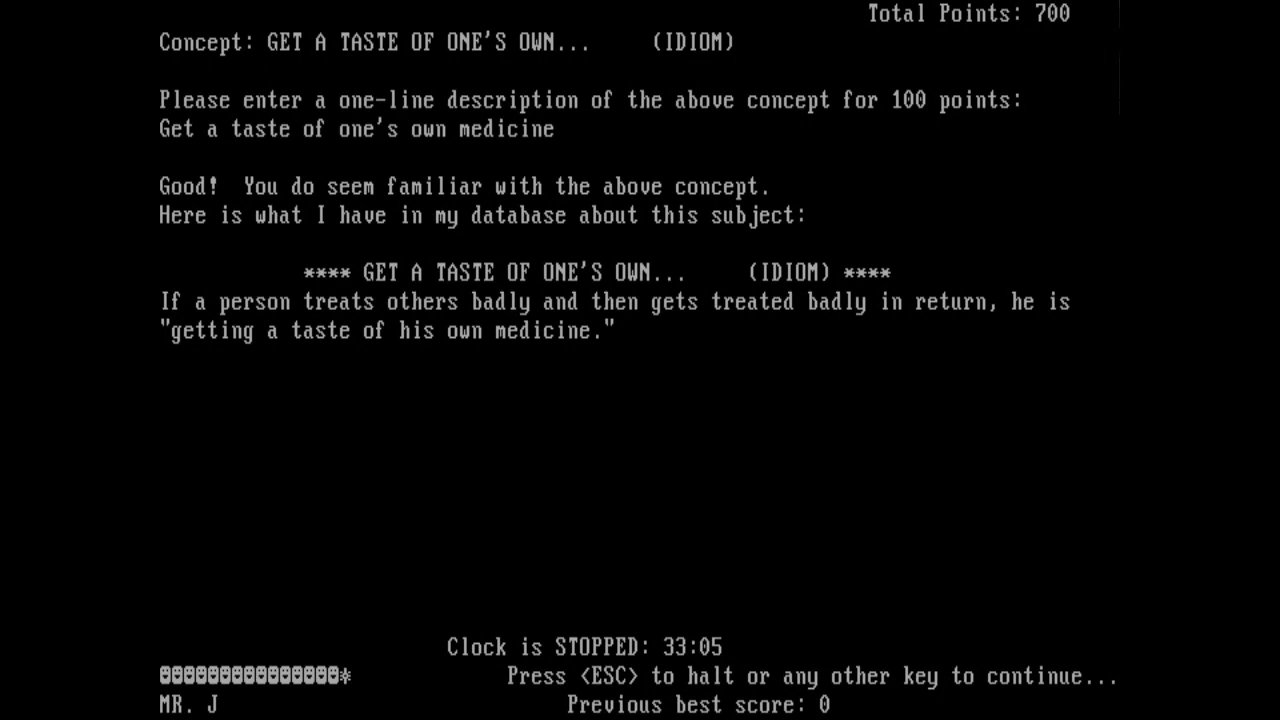 Total Points: 700
Concept: GET A TASTE OF ONE'S OWN... (IDIOM)
Please enter a one-line description of the above concept for 100 points:
Get a taste of one's own medicine
Good! You do seem familiar with the above concept.
Here is what I have in my database about this subject:
**** GET A TASTE OF ONE'S OWN... (IDIOM) ****
If a person treats others badly and then gets treated badly in return, he is
"getting a taste of his own medicine."
Clock is STOPPED: 33:05
Press <ESC> to halt or any other key to continue...
MR. J Previous best score: 0